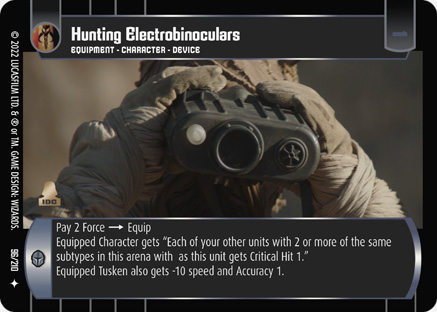 Hunting Electrobinoculars
EQUIPMENT - CHARACTER - DEVICE
Pay 2 Force → Equip
Equipped Character gets “Each of your other units with 2 or more of the same
subtypes in this arena with as this unit gets Critical Hit 1.”
Equipped Tusken also gets -10 speed and Accuracy 1.
© 2022 LUCASFILM LTD. & ® or TM. GAME DESIGN: WIZARDS.